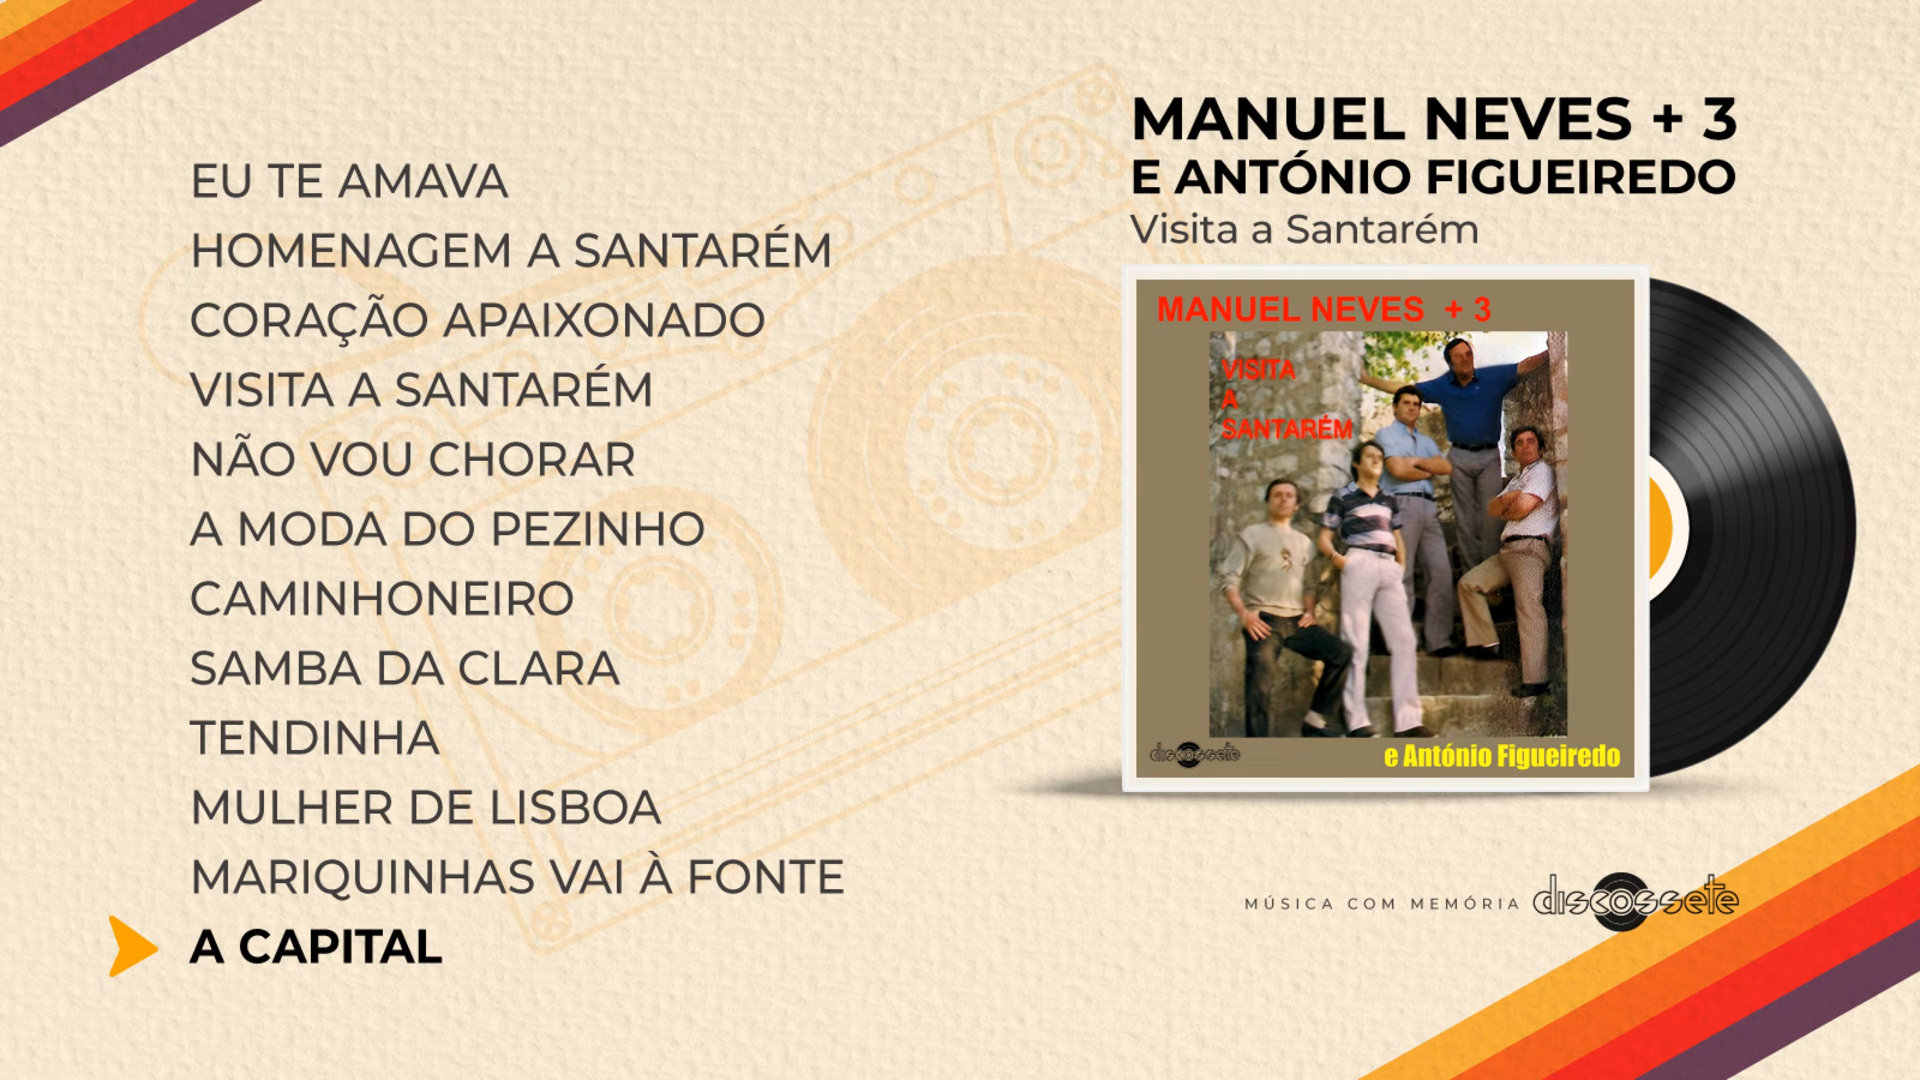 EU TE AMAVA
HOMENAGEM A SANTARÉM
CORAÇÃO APAIXONADO
VISITA A SANTARÉM
NÃO VOU CHORAR
A MODA DO PEZINHO
CAMINHONEIRO
SAMBA DA CLARA
TENDINHA
MULHER DE LISBOA
MARIQUINHAS VAI À FONTE
A CAPITAL
MANUEL NEVES + 3
E ANTÓNIO FIGUEIREDO
Visita a Santarém
MANUEL NEVES + 3
VISITA
A
SANTARÉM
discossete
e António Figueiredo
MÚSICA COM MEMÓRIA discossete